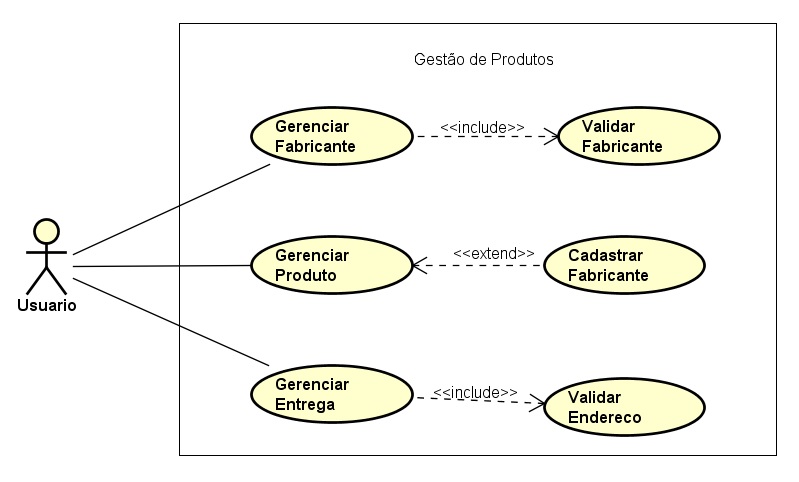 Gestão de Produtos
Gerenciar
Fabricante
<<include>>
Validar
Fabricante
Gerenciar
Produto
<<extend>>
Cadastrar
Fabricante
Usuario
Gerenciar
Entrega
<<include>>
Validar
Endereco